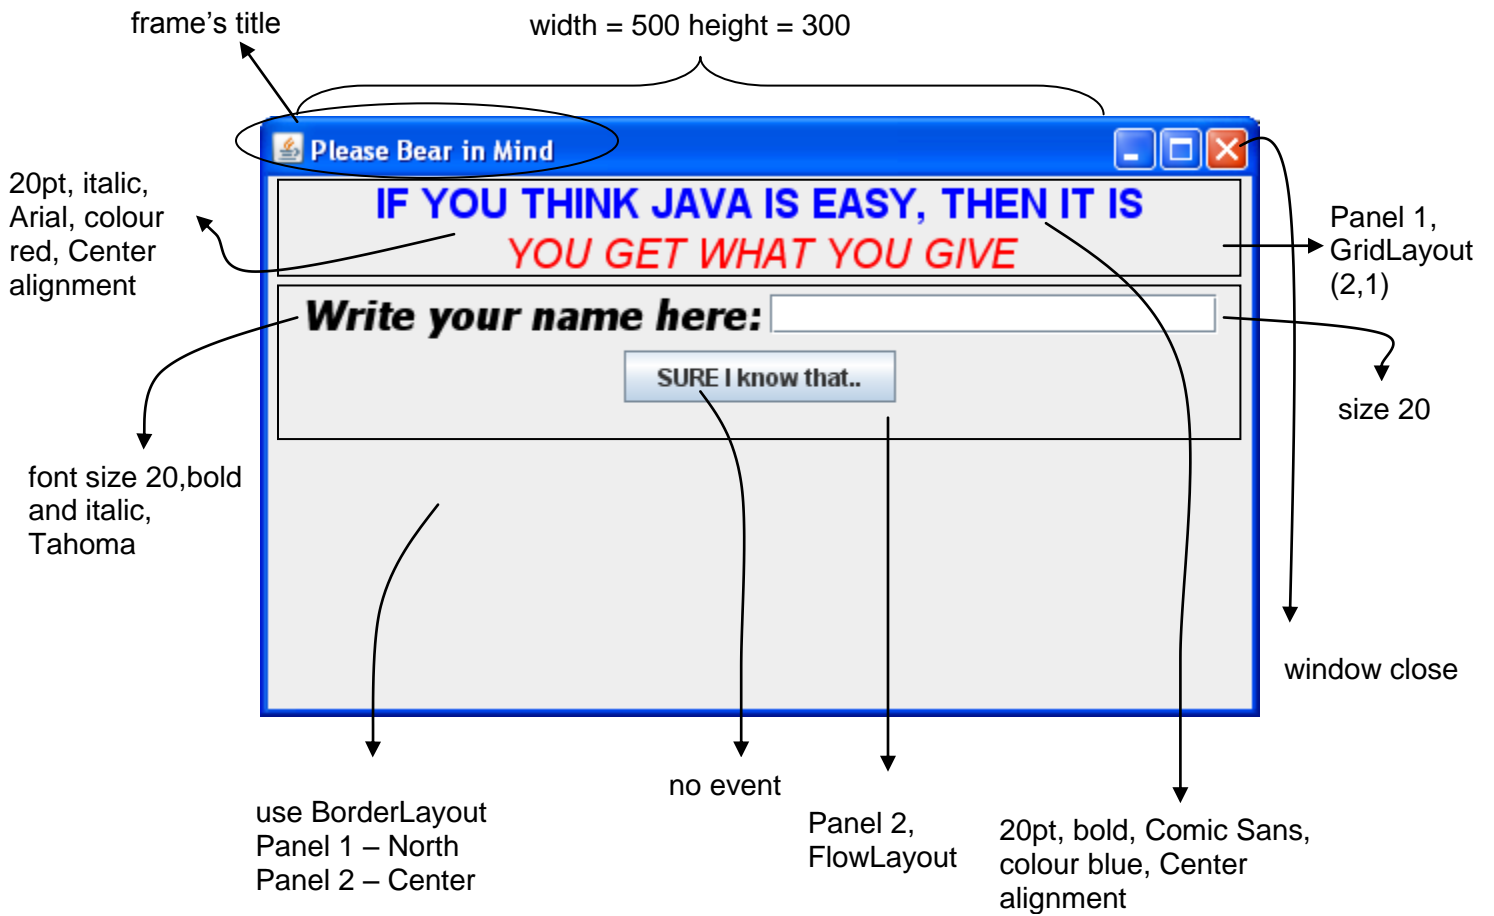 frame's title
width = 500 height = 300
Please Bear in Mind
20pt, italic,
Arial, colour
red, Center
alignment
IF YOU THINK JAVA IS EASY, THEN IT IS
YOU GET WHAT YOU GIVE
Panel 1,
GridLayout
(2,1)
Write your name here:
SURE I know that..
size 20
font size 20,bold
and italic,
Tahoma
window close
no event
use BorderLayout
Panel 1 – North
Panel 2 – Center
Panel 2,
FlowLayout
20pt, bold, Comic Sans,
colour blue, Center
alignment